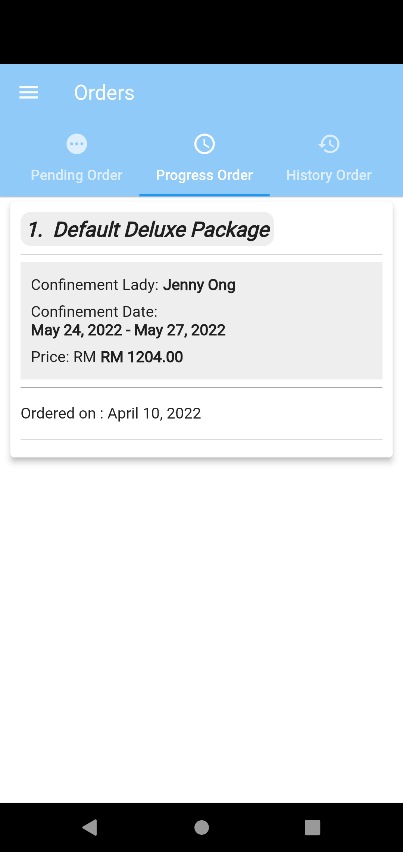 Orders
Pending Order
Progress Order
History Order
1. Default Deluxe Package
Confinement Lady: Jenny Ong
Confinement Date:
May 24, 2022 - May 27, 2022
Price: RM RM 1204.00
Ordered on : April 10, 2022